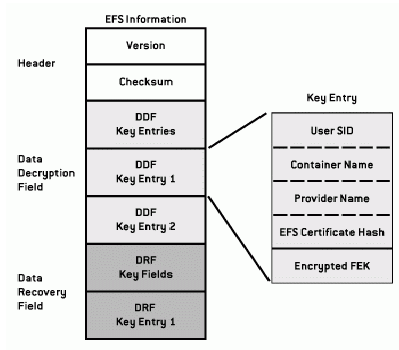 EFS Information
Header
Version
Checksum
Data
Decryption
Field
DDF
Key Entries
DDF
Key Entry 1
DDF
Key Entry 2
Data
Recovery
Field
DRF
Key Fields
DRF
Key Entry 1
Key Entry
User SID
Container Name
Provider Name
EFS Certificate Hash
Encrypted FEK